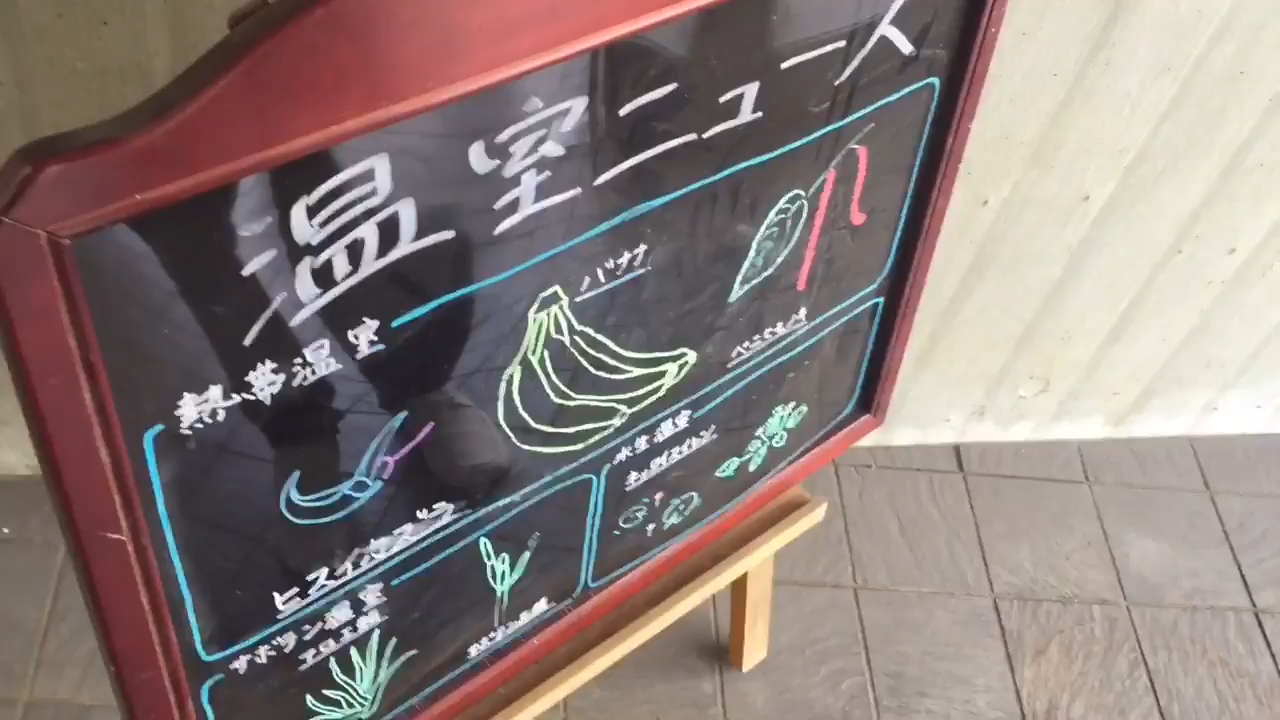 温室ニュース
熱帯温室
バナナ
ベニヒモノキ
ヒスイカズラ
水生温室
サボテン温室
アロエ類